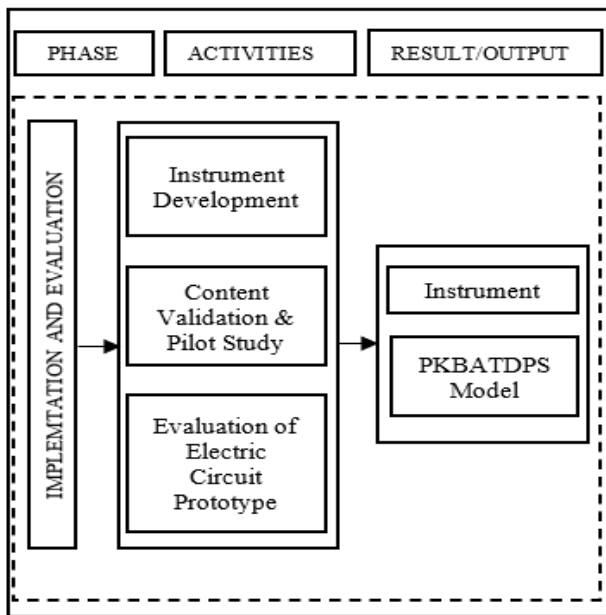 PHASE
ACTIVITIES
RESULT/OUTPUT
IMPLEMTATION AND EVALUATION
Instrument
Development
Content
Validation &
Pilot Study
Evaluation of
Electric
Circuit
Prototype
Instrument
PKBATDPS
Model